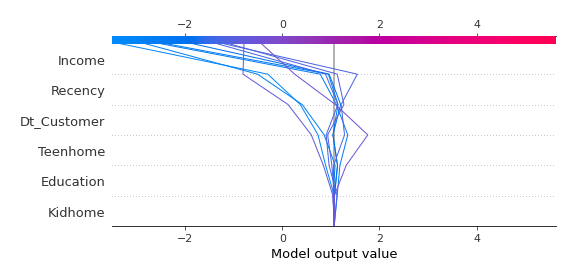 −2 0 2 4
Income
Recency
Dt_Customer
Teenhome
Education
Kidhome
−2 0 2 4
Model output value